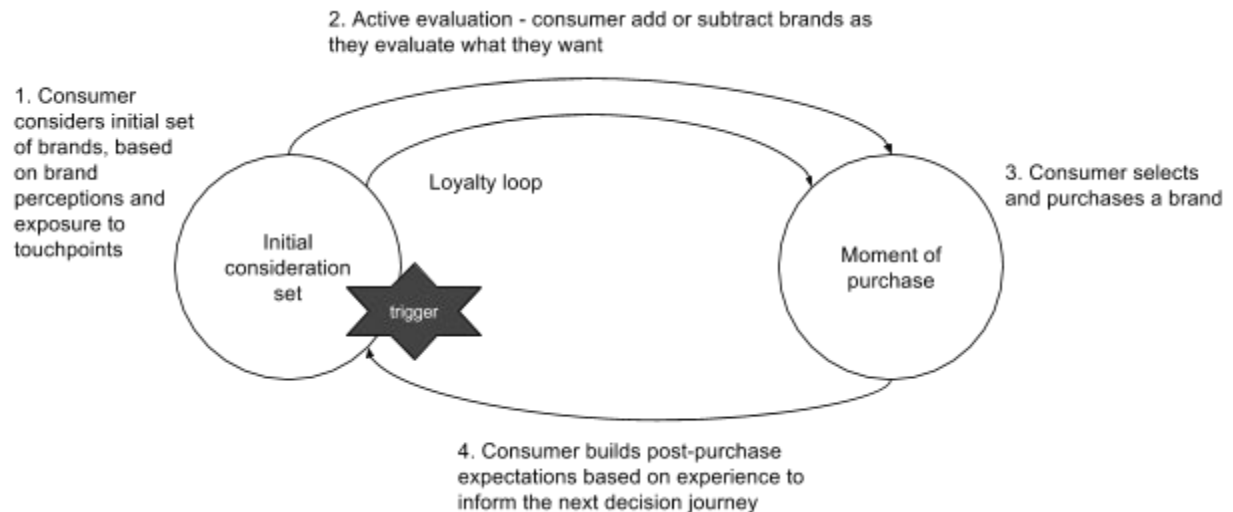 2. Active evaluation - consumer add or subtract brands as
they evaluate what they want
1. Consumer
considers initial set
of brands, based
on brand
perceptions and
exposure to
touchpoints
Loyalty loop
3. Consumer selects
and purchases a brand
Initial
consideration
set
Moment of
purchase
trigger
4. Consumer builds post-purchase
expectations based on experience to
inform the next decision journey